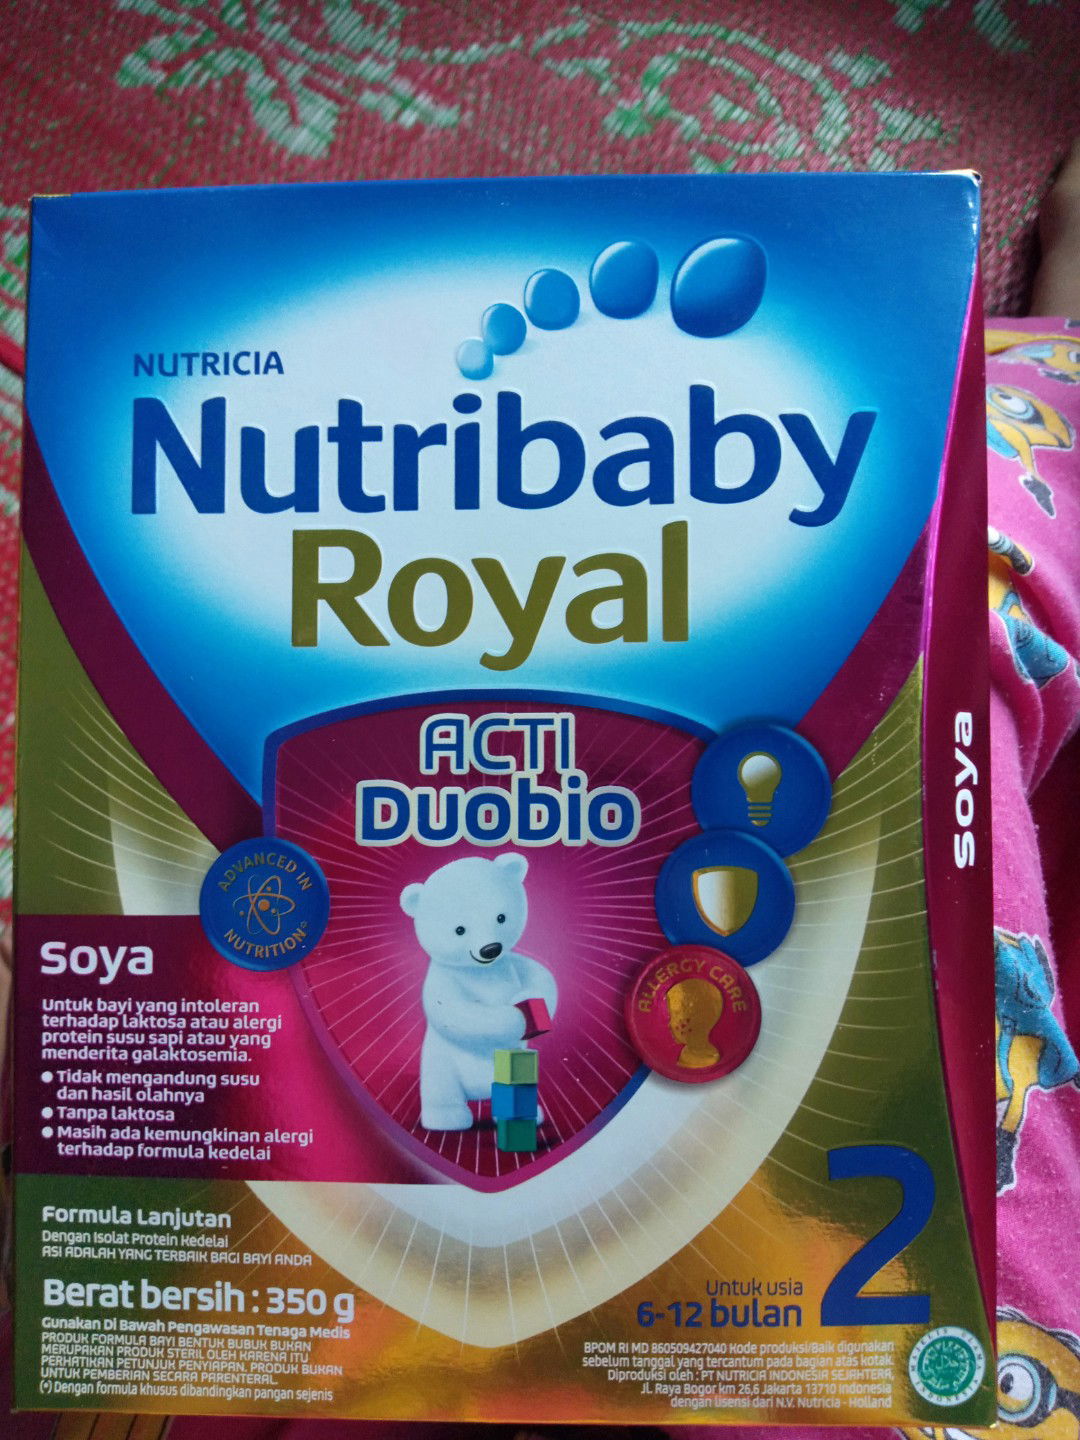 NUTRICIA
Nutribaby
Royal
ACTI
DUOBIO
ADVANCED IN
NUTRITION
ALLERGY CARE
Soya
Soya
Untuk bayi yang intoleran
terhadap laktosa atau alergi
protein susu sapi atau yang
menderita galaktosemia.
● Tidak mengandung susu
dan hasil olahnya
● Tanpa laktosa
● Masih ada kemungkinan alergi
terhadap formula kedelai
Formula Lanjutan
Dengan Isolat Protein Kedelai
ASI ADALAH YANG TERBAIK BAGI BAYI ANDA
Berat bersih : 350 g
Gunakan Di Bawah Pengawasan Tenaga Medis
PRODUK FORMULA BAYI BENTUK BUBUK BUKAN
MERUPAKAN PRODUK STERIL OLEH KARENA ITU
PERHATIKAN PETUNJUK PENYIAPAN. PRODUK BUKAN
UNTUK PEMBERIAN SECARA PARENTERAL.
(*) Dengan formula khusus dibandingkan pangan sejenis
2
Untuk usia
6-12 bulan
BPOM RI MD 860509427040 Kode produksi/Baik digunakan
sebelum tanggal yang tercantum pada bagian atas kotak.
Diproduksi oleh : PT NUTRICIA INDONESIA SEJAHTERA,
Jl. Raya Bogor km 26,6 Jakarta 13710 Indonesia
dengan lisensi dari N.V. Nutricia - Holland